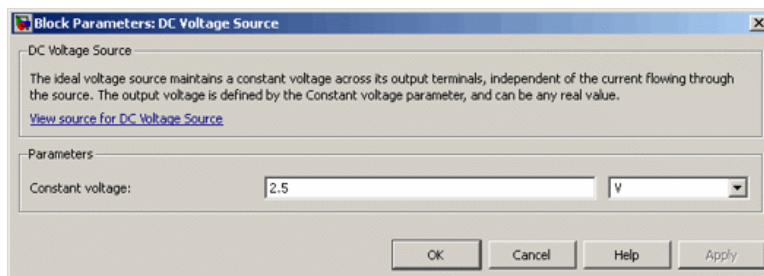 Block Parameters: DC Voltage Source
DC Voltage Source
The ideal voltage source maintains a constant voltage across its output terminals, independent of the current flowing through
the source. The output voltage is defined by the Constant voltage parameter, and can be any real value.
View source for DC Voltage Source
Parameters
Constant voltage: 2.5 V
OK Cancel Help Apply